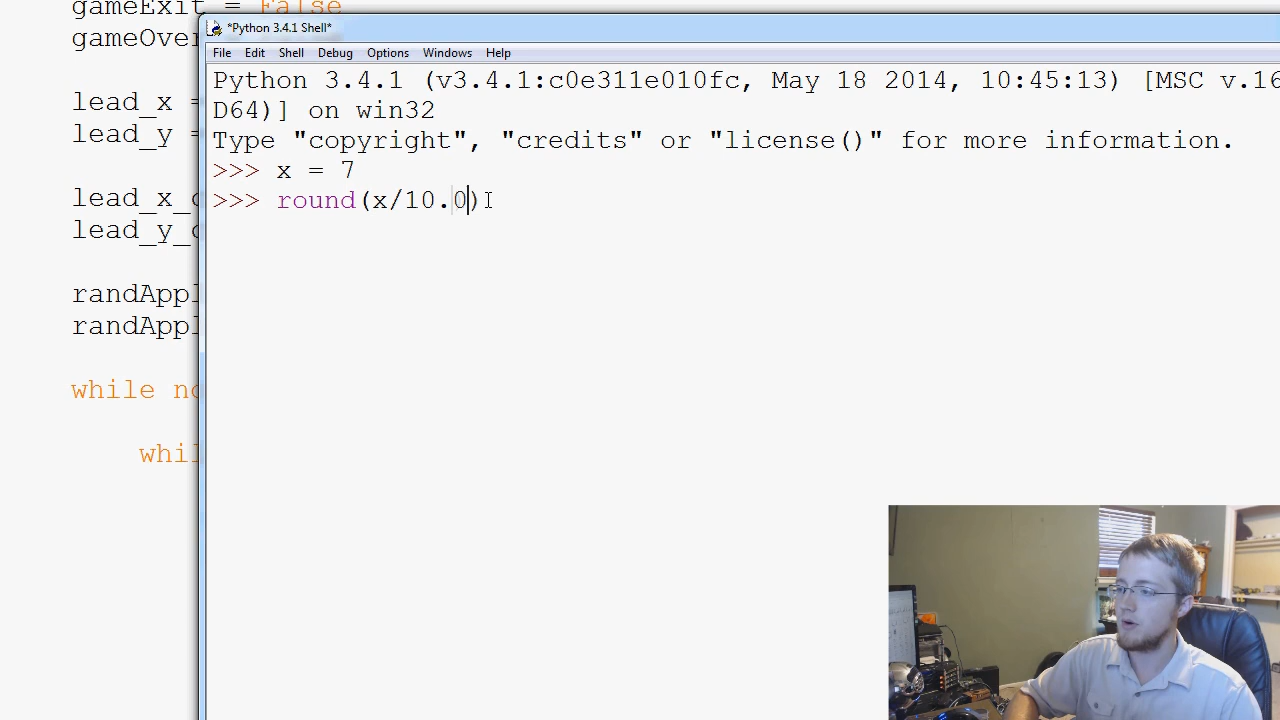 gameExit = False
gameOver
*Python 3.4.1 Shell*
File Edit Shell Debug Options Windows Help
Python 3.4.1 (v3.4.1:c0e311e010fc, May 18 2014, 10:45:13) [MSC v.16
D64)] on win32
Type "copyright", "credits" or "license()" for more information.
>>> x = 7
>>> round(x/10.0)
lead_x =
lead_y =
lead_x_c
lead_y_c
randAppl
randAppl
while no
whil